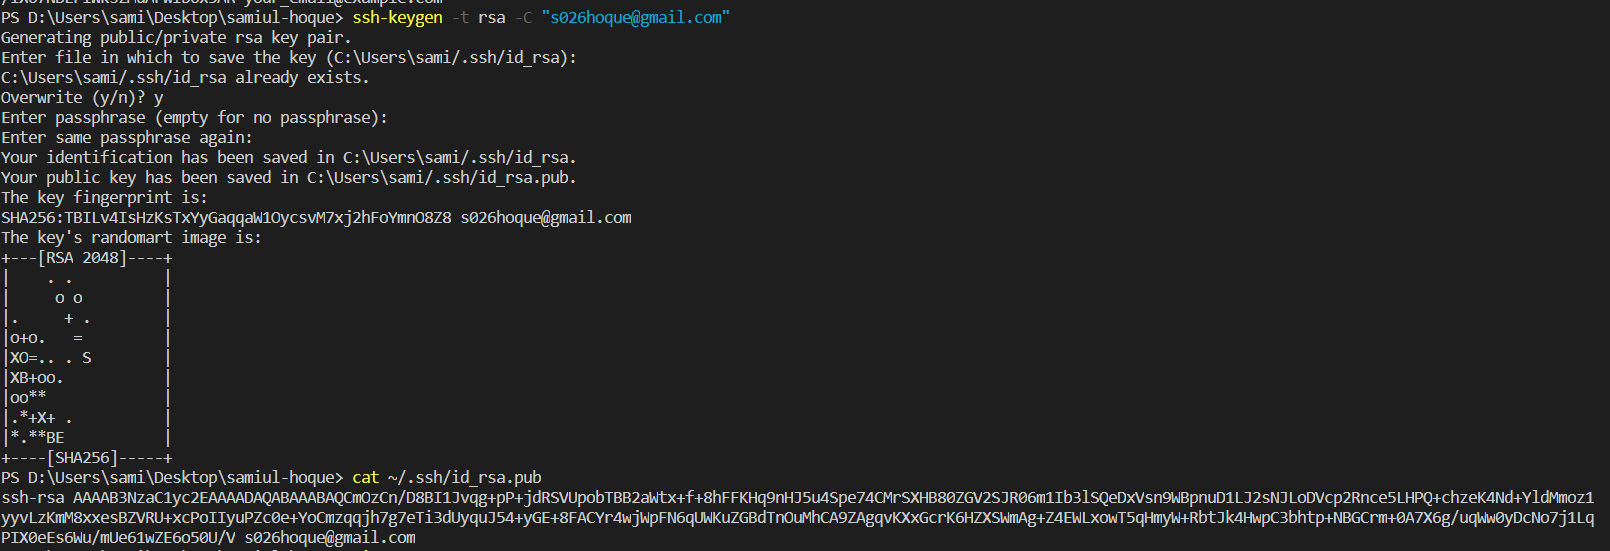 PS D:\Users\sami\Desktop\samiul-hoque> ssh-keygen -t rsa -C "s026hoque@gmail.com"
Generating public/private rsa key pair.
Enter file in which to save the key (C:\Users\sami/.ssh/id_rsa):
C:\Users\sami/.ssh/id_rsa already exists.
Overwrite (y/n)? y
Enter passphrase (empty for no passphrase):
Enter same passphrase again:
Your identification has been saved in C:\Users\sami/.ssh/id_rsa.
Your public key has been saved in C:\Users\sami/.ssh/id_rsa.pub.
The key fingerprint is:
SHA256:TBILv4IsHzKsTxYyGaqqaW1OycsvM7xj2hFoYmnO8Z8 s026hoque@gmail.com
The key's randomart image is:
+---[RSA 2048]----+
|    . .          |
|     o o         |
|.     + .        |
|o+o.   =         |
|XO=.. . S        |
|XB+oo.           |
|oo**             |
|.*+X+ .          |
|*.**BE           |
+----[SHA256]-----+
PS D:\Users\sami\Desktop\samiul-hoque> cat ~/.ssh/id_rsa.pub
ssh-rsa AAAAB3NzaC1yc2EAAAADAQABAAABAQCmOzCn/D8BI1Jvqg+pP+jdRSVUpobTBB2aWtx+f+8hFFKHq9nHJ5u4Spe74CMrSXHB80ZGV2SJR06m1Ib3lSQeDxVsn9WBpnuD1LJ2sNJLoDVcp2Rnce5LHPQ+chzeK4Nd+YldMmoz1
yyvLzKmM8xxesBZVRU+xcPoIIyuPZc0e+YoCmzqqjh7g7eTi3dUyquJ54+yGE+8FACYr4wjWpFN6qUWKuZGBdTnOuMhCA9ZAgqvKXxGcrK6HZXSWmAg+Z4EWLxowT5qHmyW+RbtJk4HwpC3bhtp+NBGCrm+0A7X6g/uqWw0yDcNo7j1Lq
PIX0eEs6Wu/mUe61wZE6o50U/V s026hoque@gmail.com